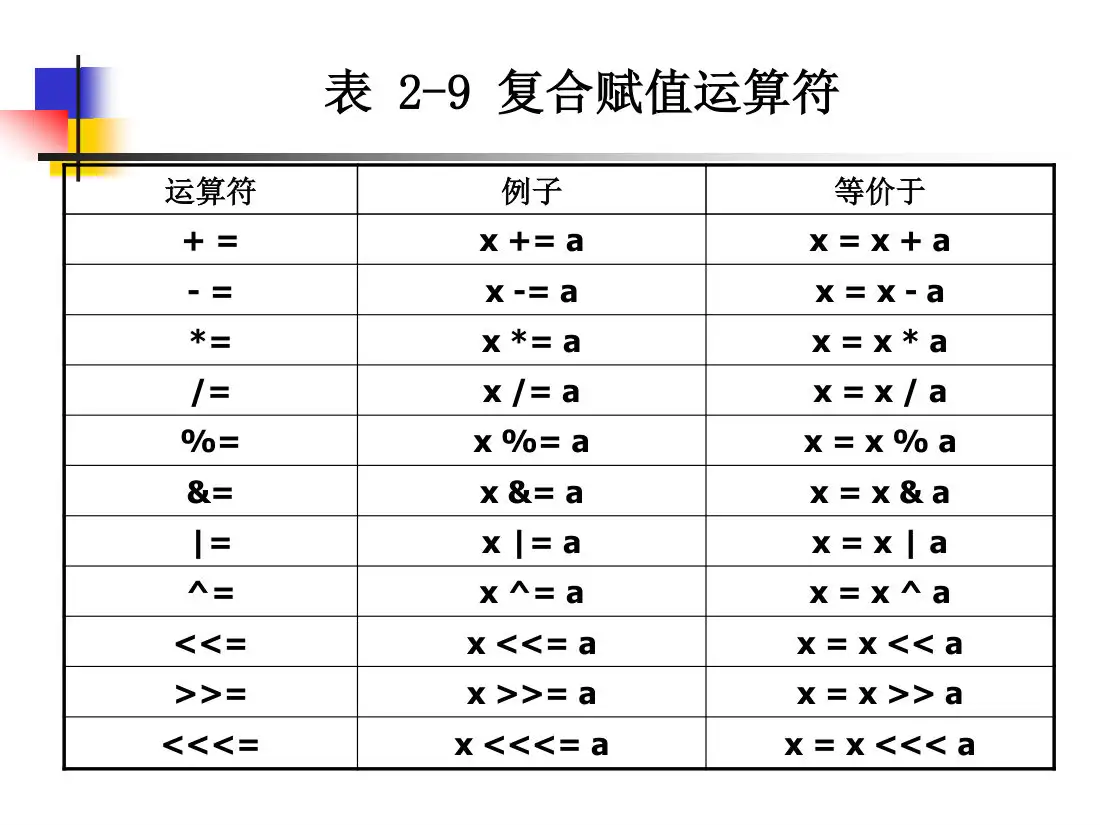 表 2-9 复合赋值运算符
运算符 例子 等价于
+ = x += a x = x + a
- = x -= a x = x - a
*= x *= a x = x * a
/= x /= a x = x / a
%= x %= a x = x % a
&= x &= a x = x & a
|= x |= a x = x | a
^= x ^= a x = x ^ a
<<= x <<= a x = x << a
>>= x >>= a x = x >> a
<<<= x <<<= a x = x <<< a